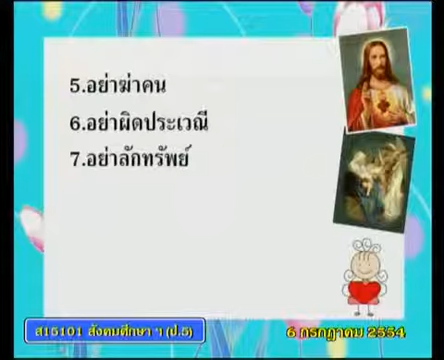 5.อย่าฆ่าคน
6.อย่าผิดประเวณี
7.อย่าลักทรัพย์
ส15101 สังคมศึกษา ฯ (ป.5)
6 กรกฎาคม 2554